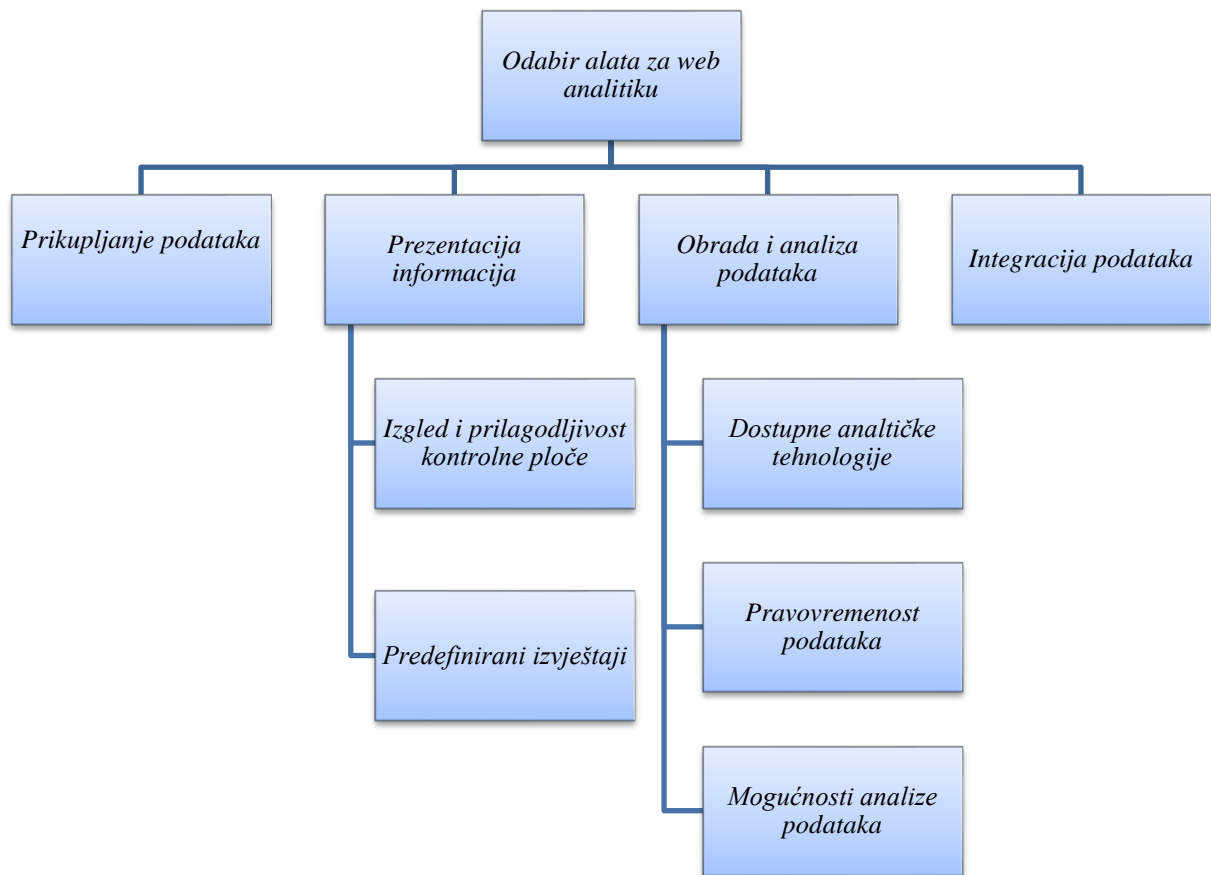 Odabir alata za web
analitiku
Prikupljanje podataka
Prezentacija
informacija
Obrada i analiza
podataka
Integracija podataka
Izgled i prilagodljivost
kontrolne ploče
Predefinirani izvještaji
Dostupne analtičke
tehnologije
Pravovremenost
podataka
Mogućnosti analize
podataka